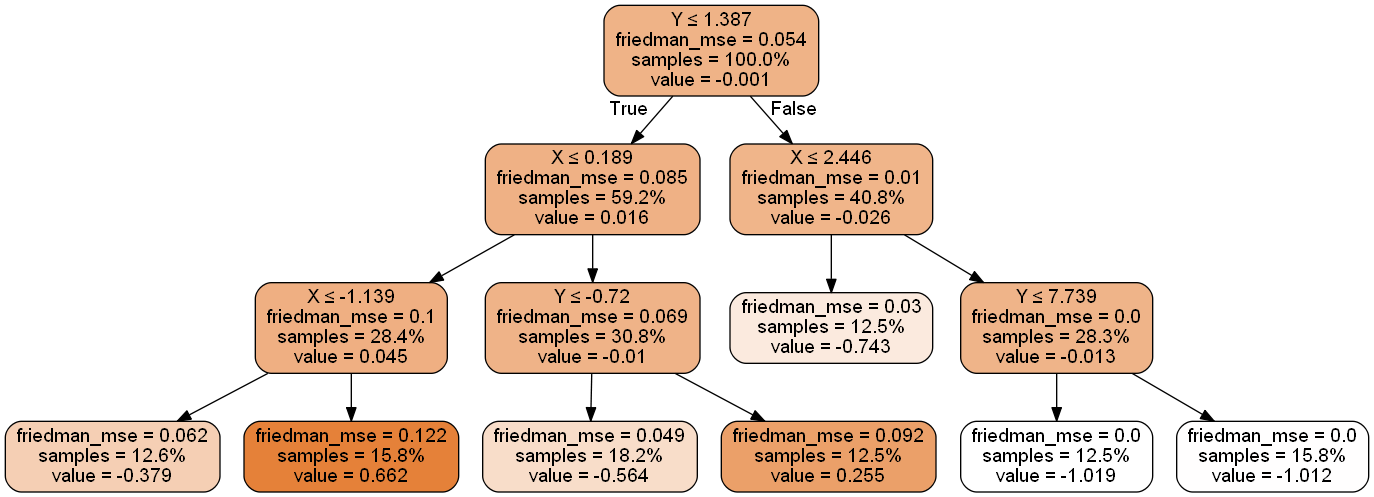 Y ≤ 1.387
friedman_mse = 0.054
samples = 100.0%
value = -0.001
True
False
X ≤ 0.189
friedman_mse = 0.085
samples = 59.2%
value = 0.016
X ≤ 2.446
friedman_mse = 0.01
samples = 40.8%
value = -0.026
X ≤ -1.139
friedman_mse = 0.1
samples = 28.4%
value = 0.045
Y ≤ -0.72
friedman_mse = 0.069
samples = 30.8%
value = -0.01
friedman_mse = 0.03
samples = 12.5%
value = -0.743
Y ≤ 7.739
friedman_mse = 0.0
samples = 28.3%
value = -0.013
friedman_mse = 0.062
samples = 12.6%
value = -0.379
friedman_mse = 0.122
samples = 15.8%
value = 0.662
friedman_mse = 0.049
samples = 18.2%
value = -0.564
friedman_mse = 0.092
samples = 12.5%
value = 0.255
friedman_mse = 0.0
samples = 12.5%
value = -1.019
friedman_mse = 0.0
samples = 15.8%
value = -1.012